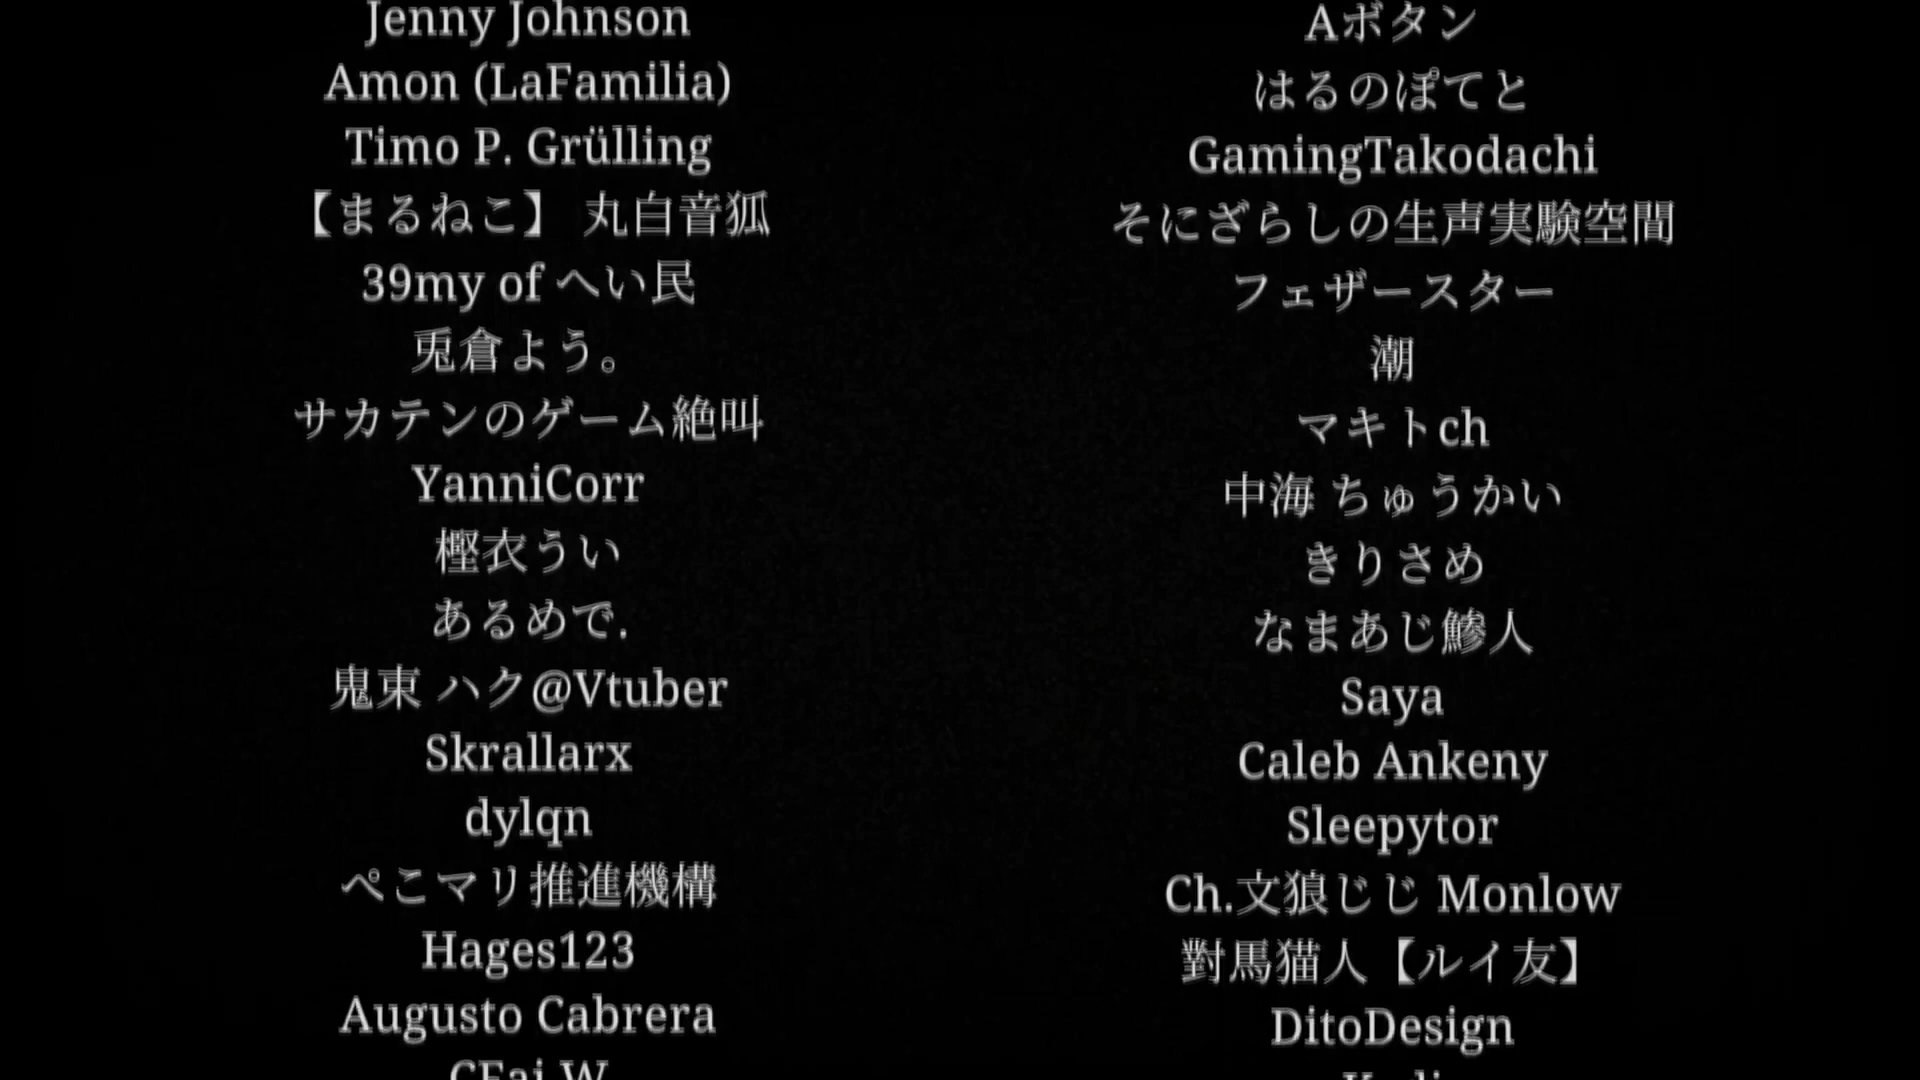 Jenny Johnson
Amon (LaFamilia)
Timo P. Grülling
【まるねこ】 丸白音狐
39my of へい民
兎倉よう。
サカテンのゲーム絶叫
YanniCorr
樫衣うい
あるめで.
鬼東 ハク@Vtuber
Skrallarx
dylqn
ぺこマリ推進機構
Hages123
Augusto Cabrera
Aボタン
はるのぽてと
GamingTakodachi
そにざらしの生声実験空間
フェザースター
潮
マキトch
中海 ちゅうかい
きりさめ
なまあじ鯵人
Saya
Caleb Ankeny
Sleepytor
Ch.文狼じじ Monlow
對馬猫人【ルイ友】
DitoDesign